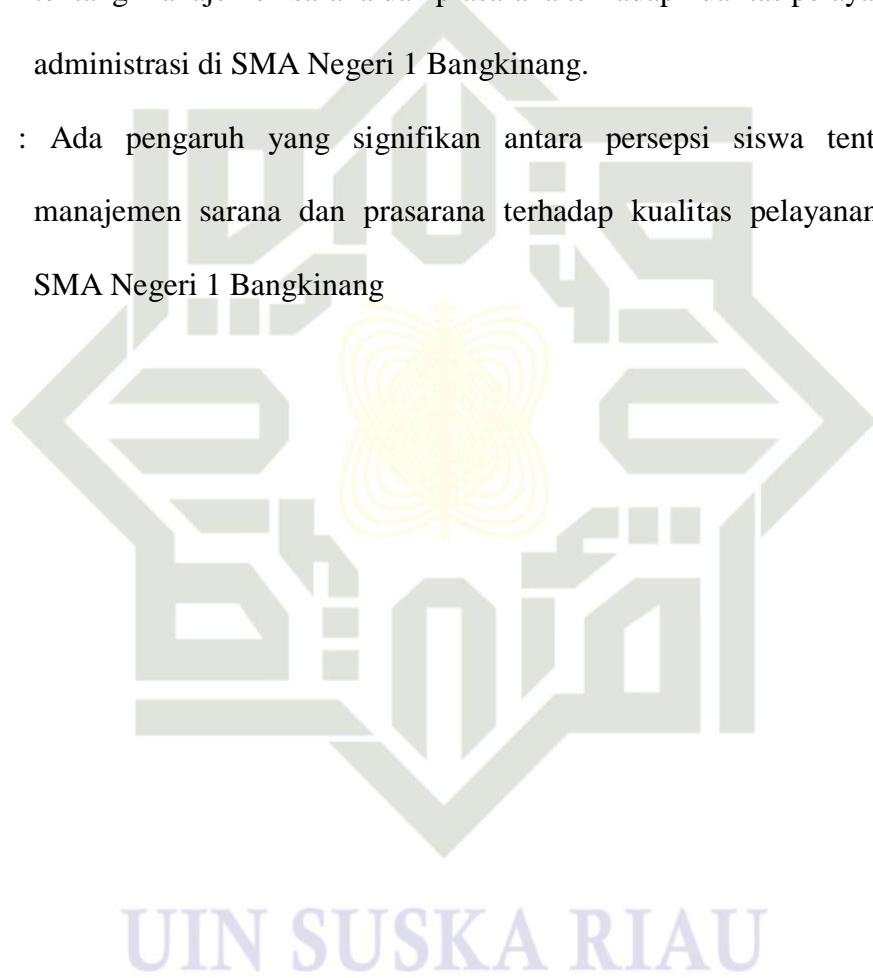 administrasi di SMA Negeri 1 Bangkinang.
: Ada pengaruh yang signifikan antara persepsi siswa
manajemen sarana dan prasarana terhadap kualitas
SMA Negeri 1 Bangkinang
UIN SUSKA RIAU